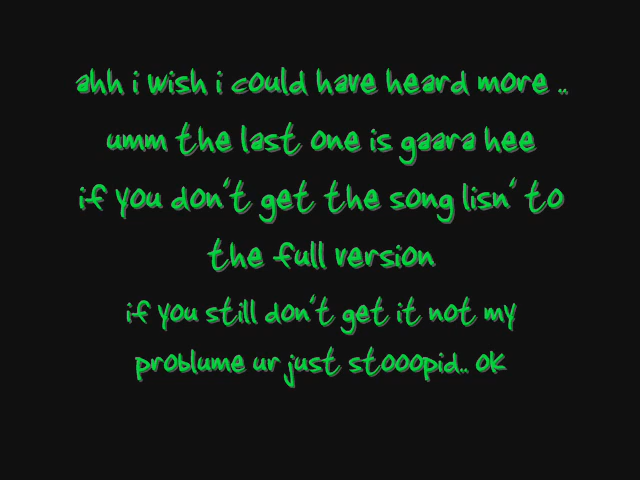 ahh i wish i could have heard more ..
umm the last one is gaara hee
if you don't get the song lisn' to
the full version
if you still don't get it not my
problume ur just stooopid.. ok